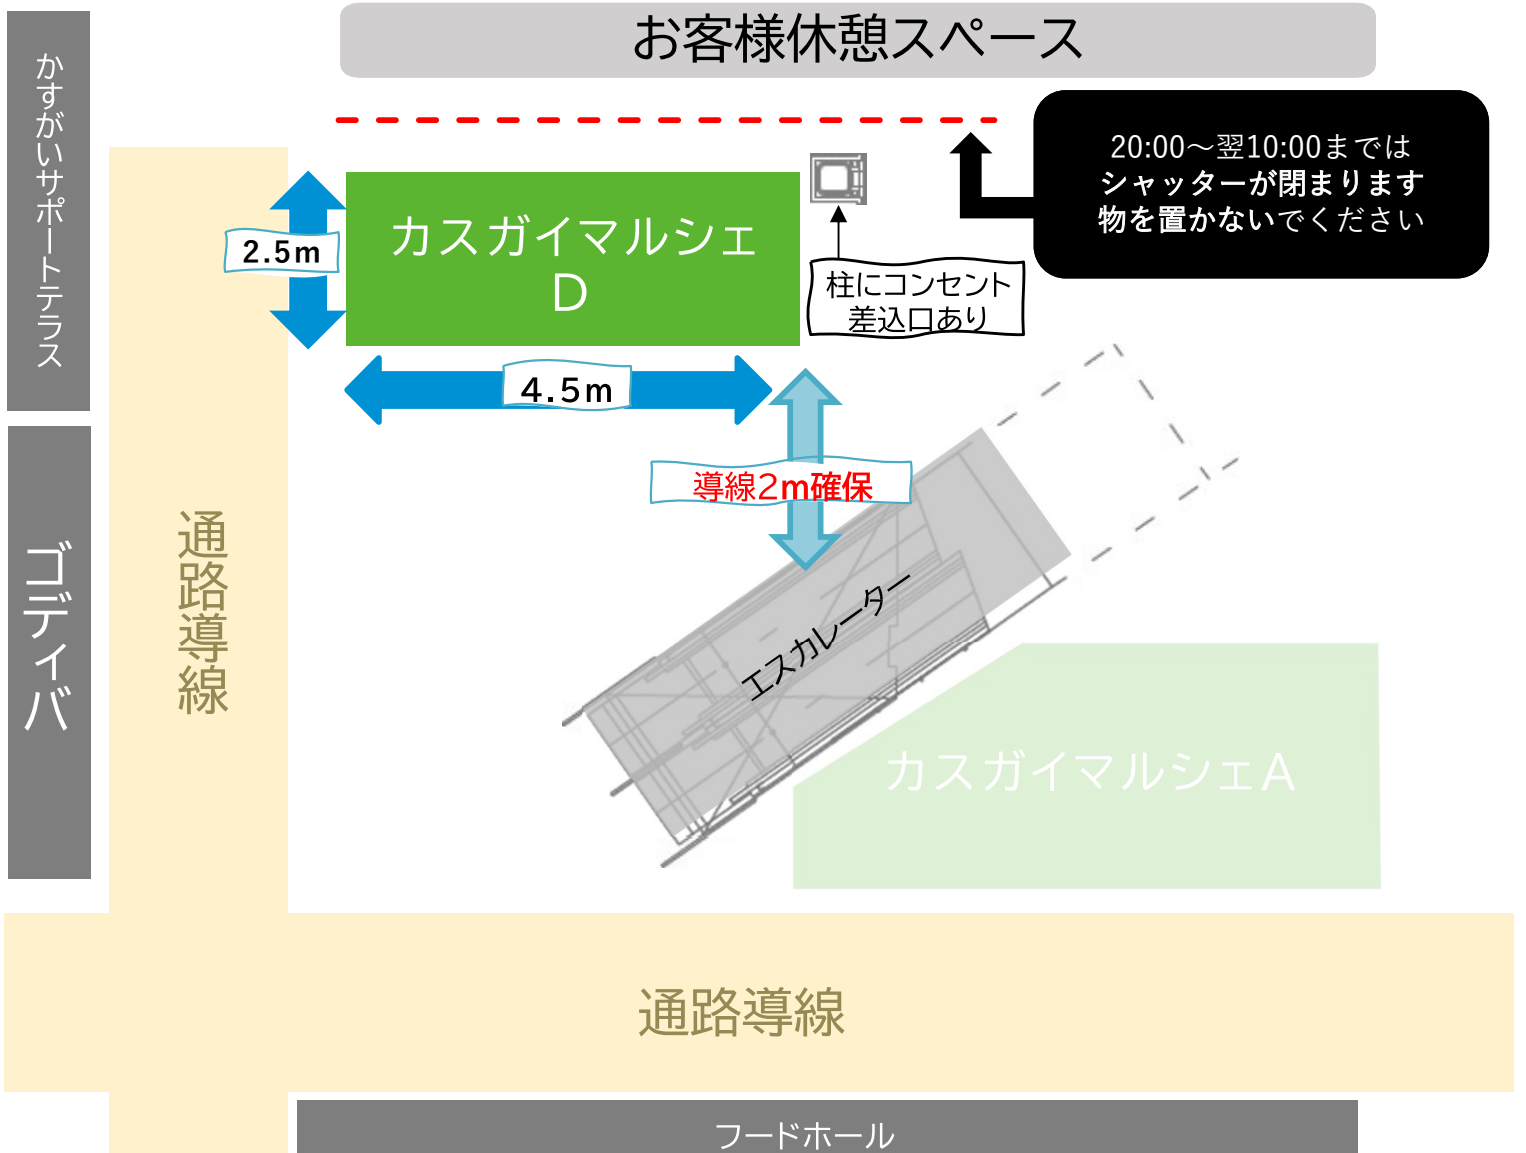 お客様休憩スペース
かすがいサポートテラス
20:00～翌10:00までは
シャッターが閉まります
物を置かないでください
カスガイマルシェ
D
2.5m
柱にコンセント
差込口あり
4.5m
導線2m確保
ゴディバ
通路導線
エスカレーター
カスガイマルシェA
通路導線
フードホール